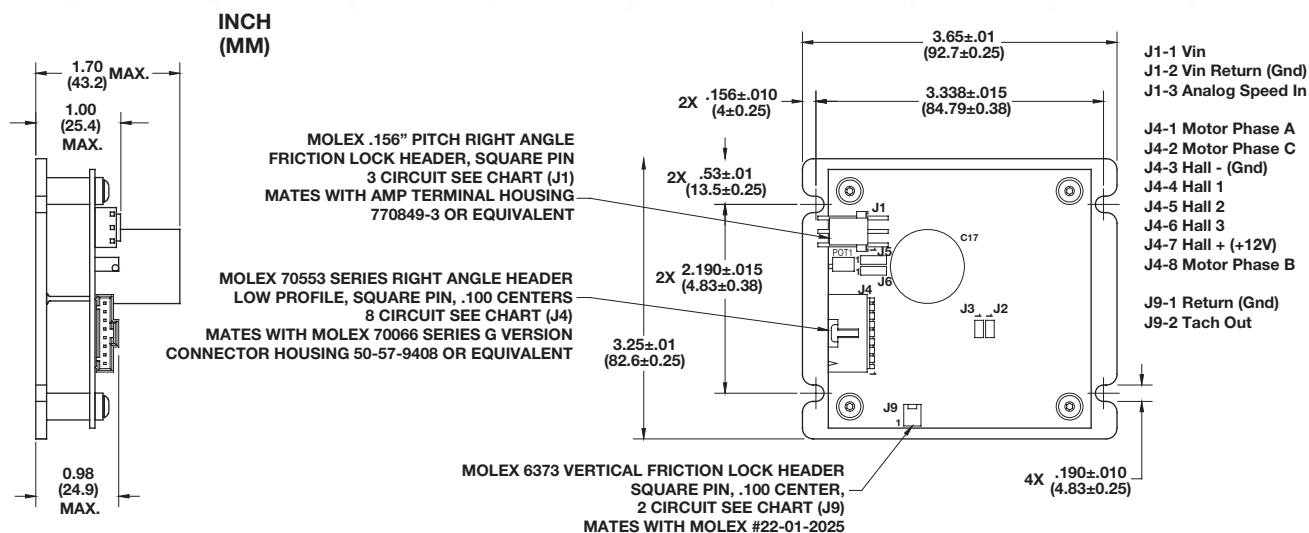 INCH
(MM)
1.70
(43.2)
MAX.
1.00
(25.4)
MAX.
0.98
(24.9)
MAX.
MOLEX .156” PITCH RIGHT ANGLE
FRICTION LOCK HEADER, SQUARE PIN
3 CIRCUIT SEE CHART (J1)
MATES WITH AMP TERMINAL HOUSING
770849-3 OR EQUIVALENT
MOLEX 70553 SERIES RIGHT ANGLE HEADER
LOW PROFILE, SQUARE PIN, .100 CENTERS
8 CIRCUIT SEE CHART (J4)
MATES WITH MOLEX 70066 SERIES G VERSION
CONNECTOR HOUSING 50-57-9408 OR EQUIVALENT
MOLEX 6373 VERTICAL FRICTION LOCK HEADER
SQUARE PIN, .100 CENTER,
2 CIRCUIT SEE CHART (J9)
MATES WITH MOLEX #22-01-2025
3.65±.01
(92.7±0.25)
2X .156±.010
(4±0.25)
3.338±.015
(84.79±0.38)
2X .53±.01
(13.5±0.25)
2X 2.190±.015
(4.83±0.38)
3.25±.01
(82.6±0.25)
4X .190±.010
(4.83±0.25)
J1
POT1
1
J5
1
1
J6
C17
J4
1
J3
1
1
J2
J9
1
J1-1 Vin
J1-2 Vin Return (Gnd)
J1-3 Analog Speed In
J4-1 Motor Phase A
J4-2 Motor Phase C
J4-3 Hall - (Gnd)
J4-4 Hall 1
J4-5 Hall 2
J4-6 Hall 3
J4-7 Hall + (+12V)
J4-8 Motor Phase B
J9-1 Return (Gnd)
J9-2 Tach Out